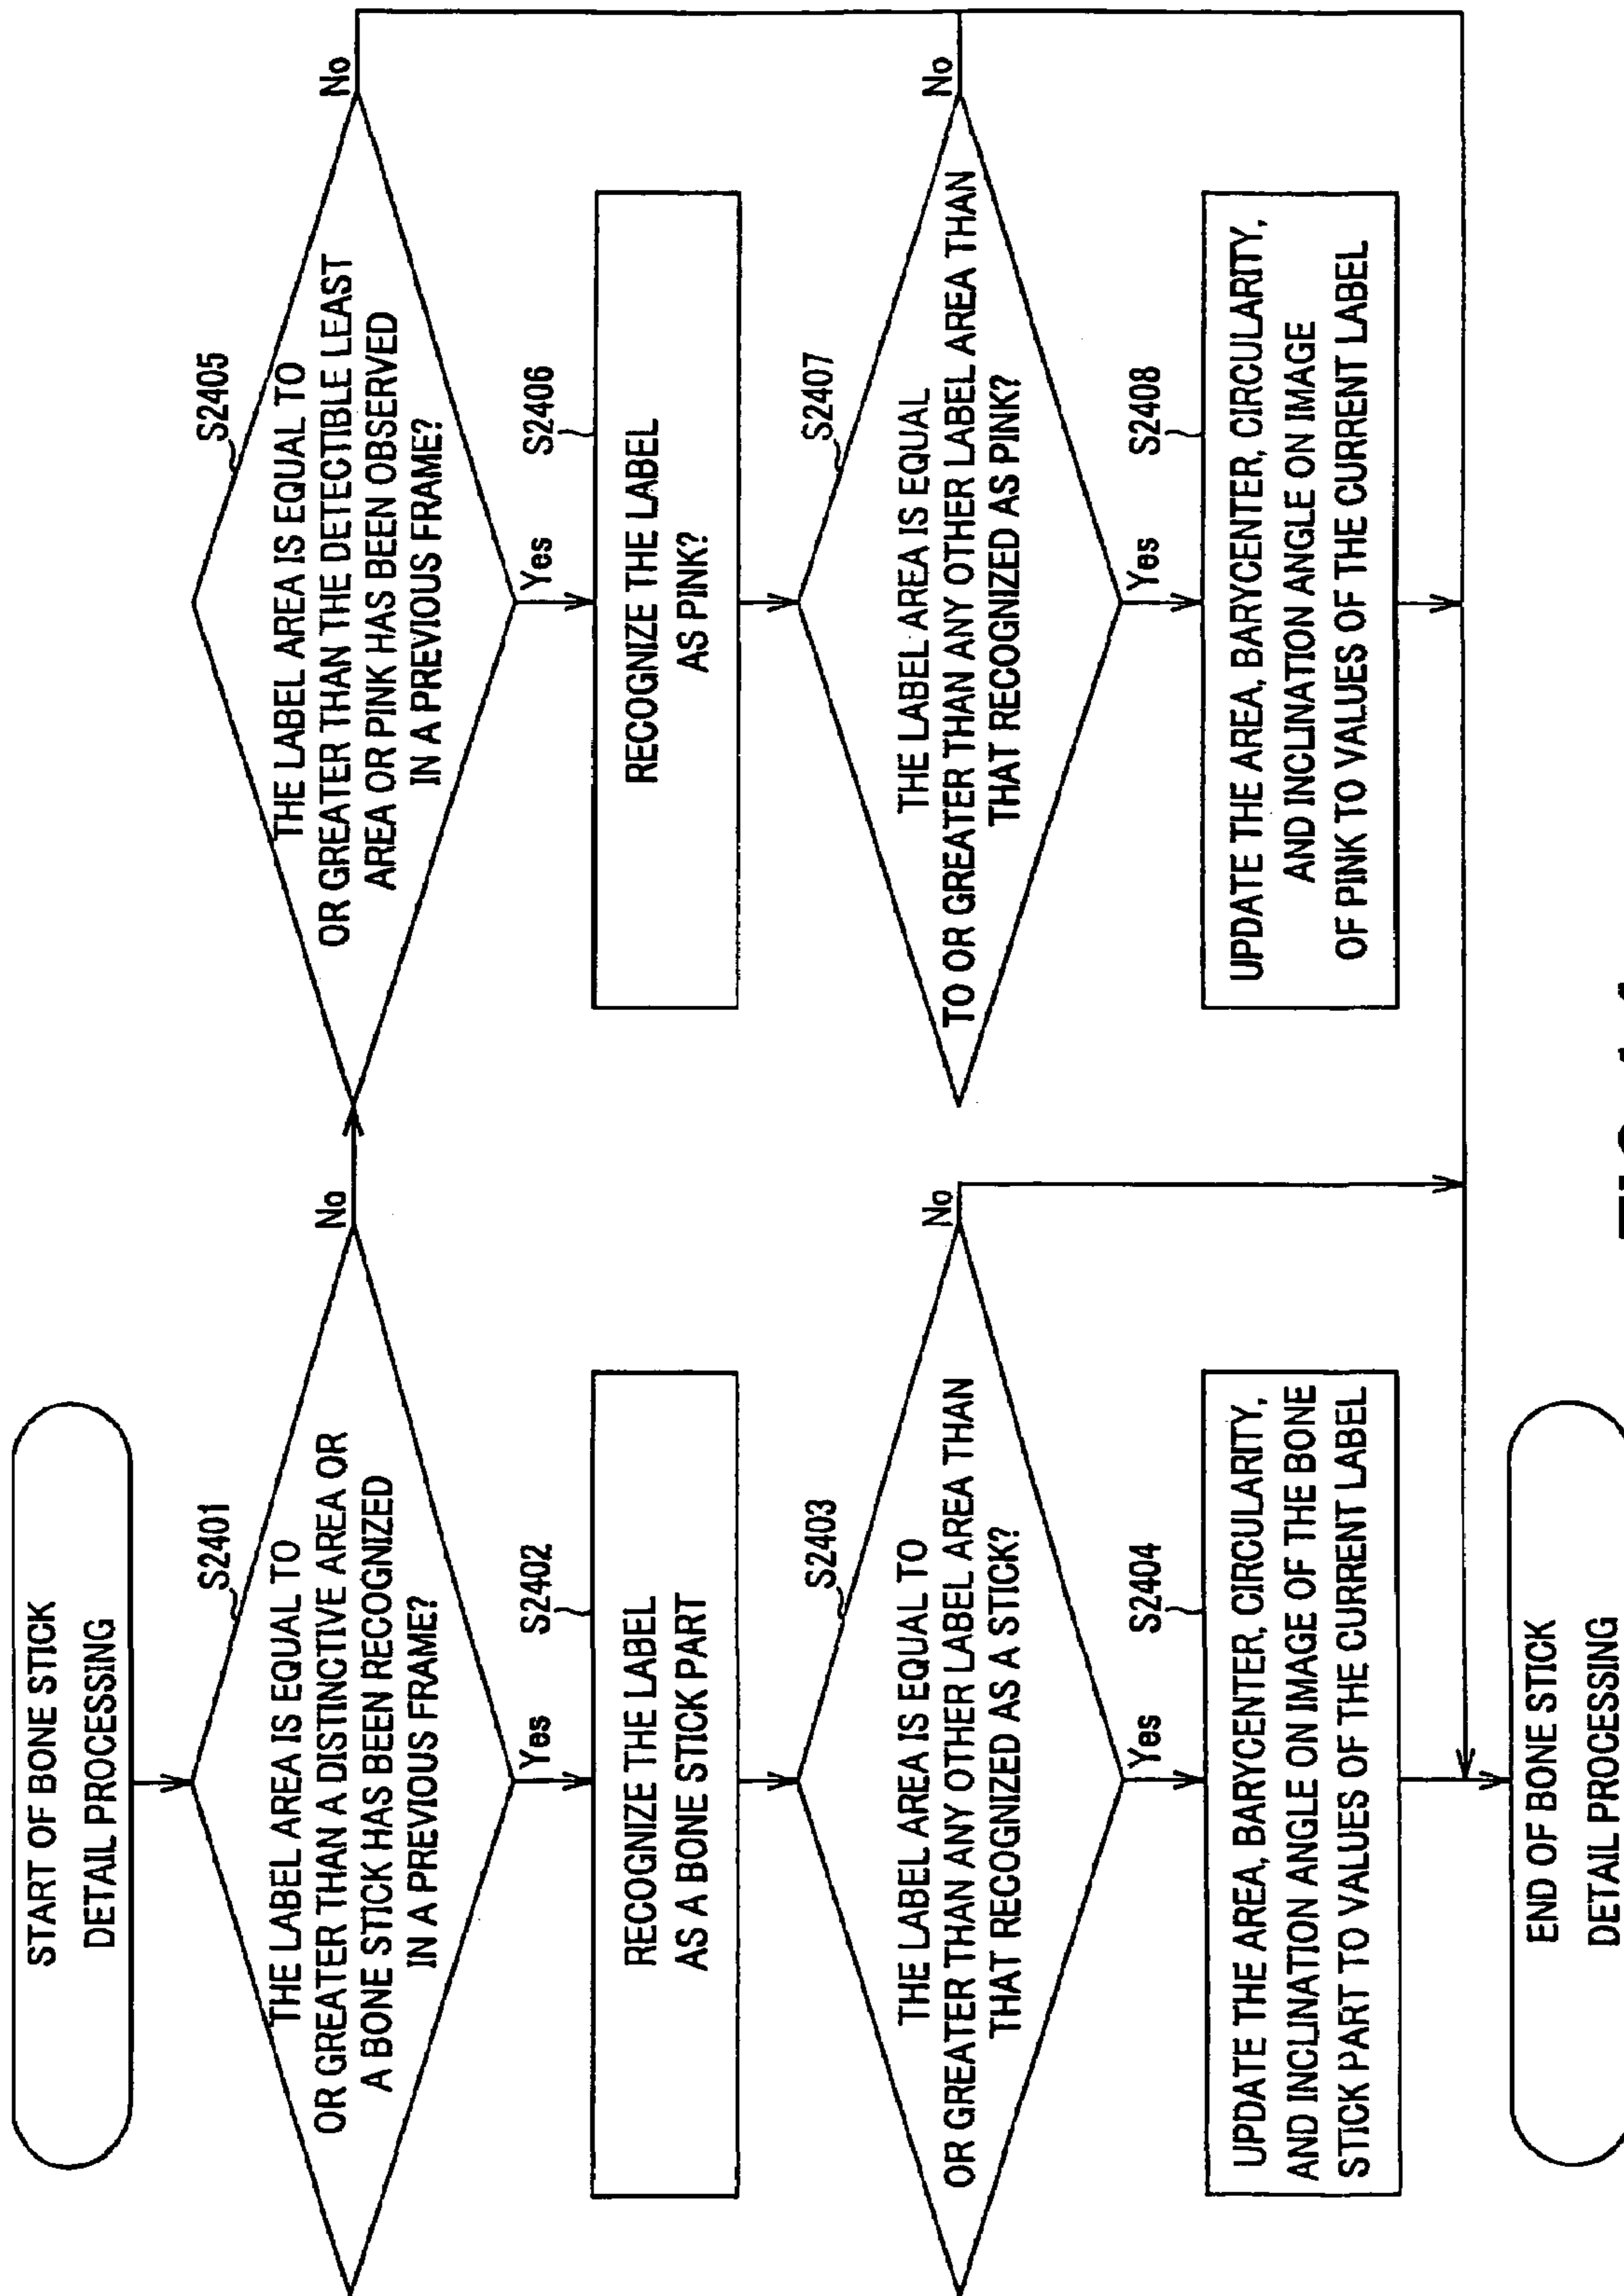 START OF BONE STICK
DETAIL PROCESSING
S2401
THE LABEL AREA IS EQUAL TO
OR GREATER THAN A DISTINCTIVE AREA OR
A BONE STICK HAS BEEN RECOGNIZED
IN A PREVIOUS FRAME?
No
Yes
S2402
RECOGNIZE THE LABEL
AS A BONE STICK PART
S2403
THE LABEL AREA IS EQUAL TO
OR GREATER THAN ANY OTHER LABEL AREA THAN
THAT RECOGNIZED AS A STICK?
No
Yes
S2404
UPDATE THE AREA, BARYCENTER, CIRCULARITY,
AND INCLINATION ANGLE ON IMAGE OF THE BONE
STICK PART TO VALUES OF THE CURRENT LABEL
END OF BONE STICK
DETAIL PROCESSING
S2405
THE LABEL AREA IS EQUAL TO
OR GREATER THAN THE DETECTIBLE LEAST
AREA OR PINK HAS BEEN OBSERVED
IN A PREVIOUS FRAME?
No
Yes
S2406
RECOGNIZE THE LABEL
AS PINK?
S2407
THE LABEL AREA IS EQUAL
TO OR GREATER THAN ANY OTHER LABEL AREA THAN
THAT RECOGNIZED AS PINK?
No
Yes
S2408
UPDATE THE AREA, BARYCENTER, CIRCULARITY,
AND INCLINATION ANGLE ON IMAGE
OF PINK TO VALUES OF THE CURRENT LABEL